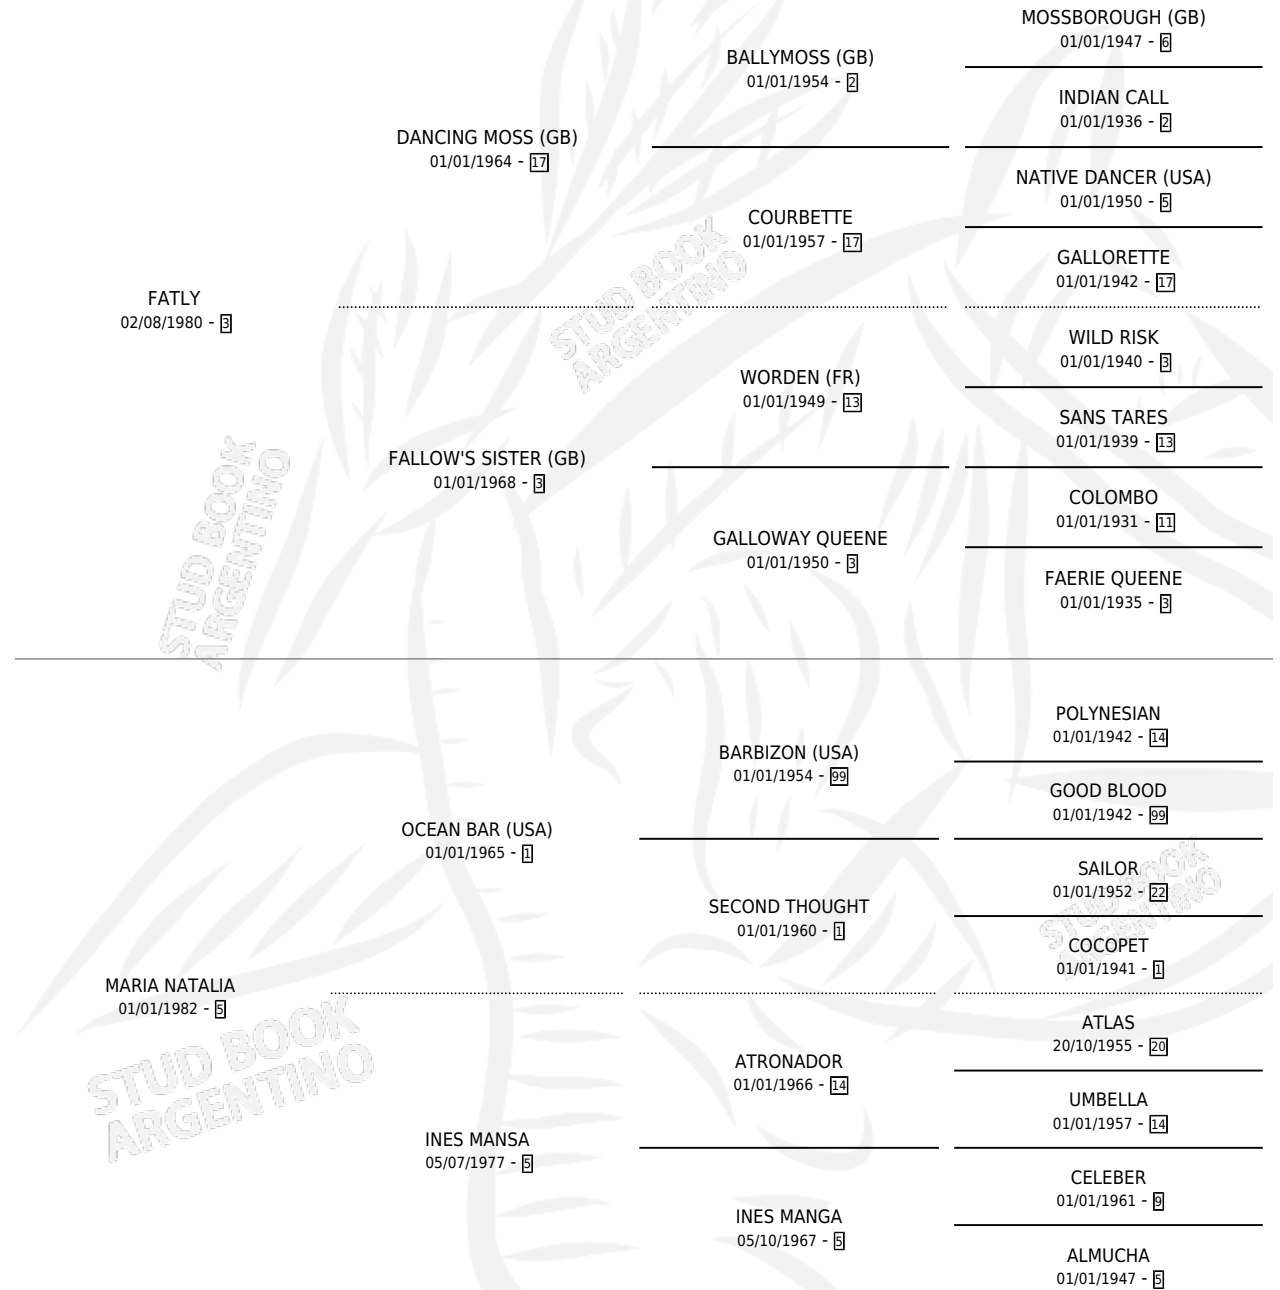 MOSSBOROUGH (GB)
01/01/1947 - 6
BALLYMOSS (GB)
01/01/1954 - 2
INDIAN CALL
01/01/1936 - 2
DANCING MOSS (GB)
01/01/1964 - 17
NATIVE DANCER (USA)
01/01/1950 - 5
COURBETTE
01/01/1957 - 17
GALLORETTE
01/01/1942 - 17
FATLY
02/08/1980 - 3
STUD BOOK
ARGENTINO
WILD RISK
01/01/1940 - 3
WORDEN (FR)
01/01/1949 - 13
SANS TARES
01/01/1939 - 13
FALLOW'S SISTER (GB)
01/01/1968 - 3
COLOMBO
01/01/1931 - 11
GALLOWAY QUEENE
01/01/1950 - 3
FAERIE QUEENE
01/01/1935 - 3
STUD BOOK
ARGENTINO
POLYNESIAN
01/01/1942 - 14
BARBIZON (USA)
01/01/1954 - 99
GOOD BLOOD
01/01/1942 - 99
OCEAN BAR (USA)
01/01/1965 - 1
SAILOR
01/01/1952 - 22
SECOND THOUGHT
01/01/1960 - 1
COCOPET
01/01/1941 - 1
STUD BOOK
ARGENTINO
MARIA NATALIA
01/01/1982 - 5
ATLAS
20/10/1955 - 20
ATRONADOR
01/01/1966 - 14
UMBELLA
01/01/1957 - 14
STUD BOOK
ARGENTINO
INES MANSA
05/07/1977 - 5
CELEBER
01/01/1961 - 9
INES MANGA
05/10/1967 - 5
ALMUCHA
01/01/1947 - 5